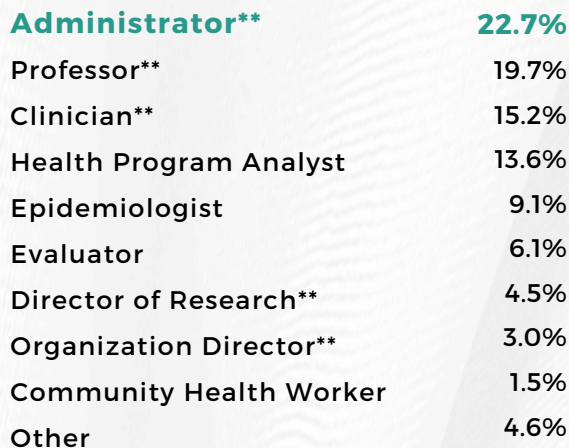 Administrator** 22.7%
Professor** 19.7%
Clinician** 15.2%
Health Program Analyst 13.6%
Epidemiologist 9.1%
Evaluator 6.1%
Director of Research** 4.5%
Organization Director** 3.0%
Community Health Worker 1.5%
Other 4.6%